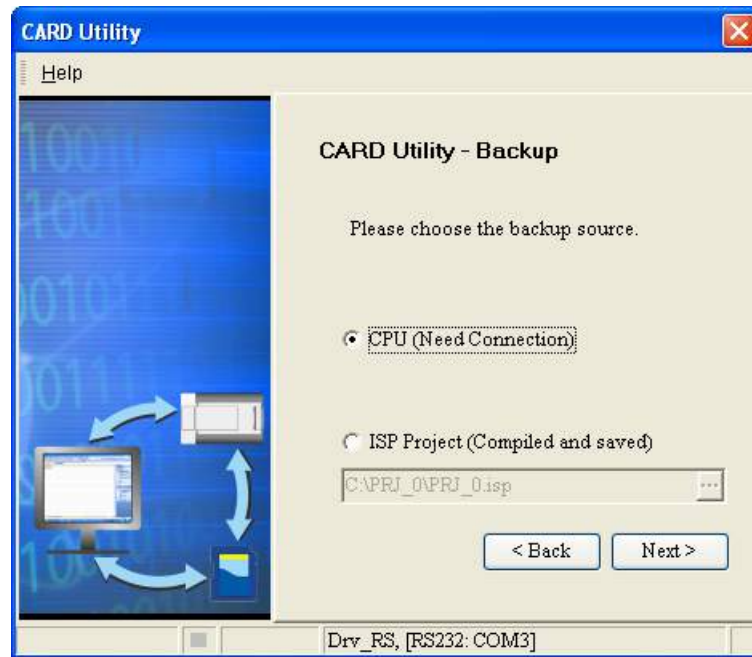 CARD Utility
Help
CARD Utility - Backup
Please choose the backup source.
CPU (Need Connection)
ISP Project (Compiled and saved)
C:\PRJ_0\PRJ_0.isp
...
< Back
Next >
Drv_RS, [RS232: COM3]